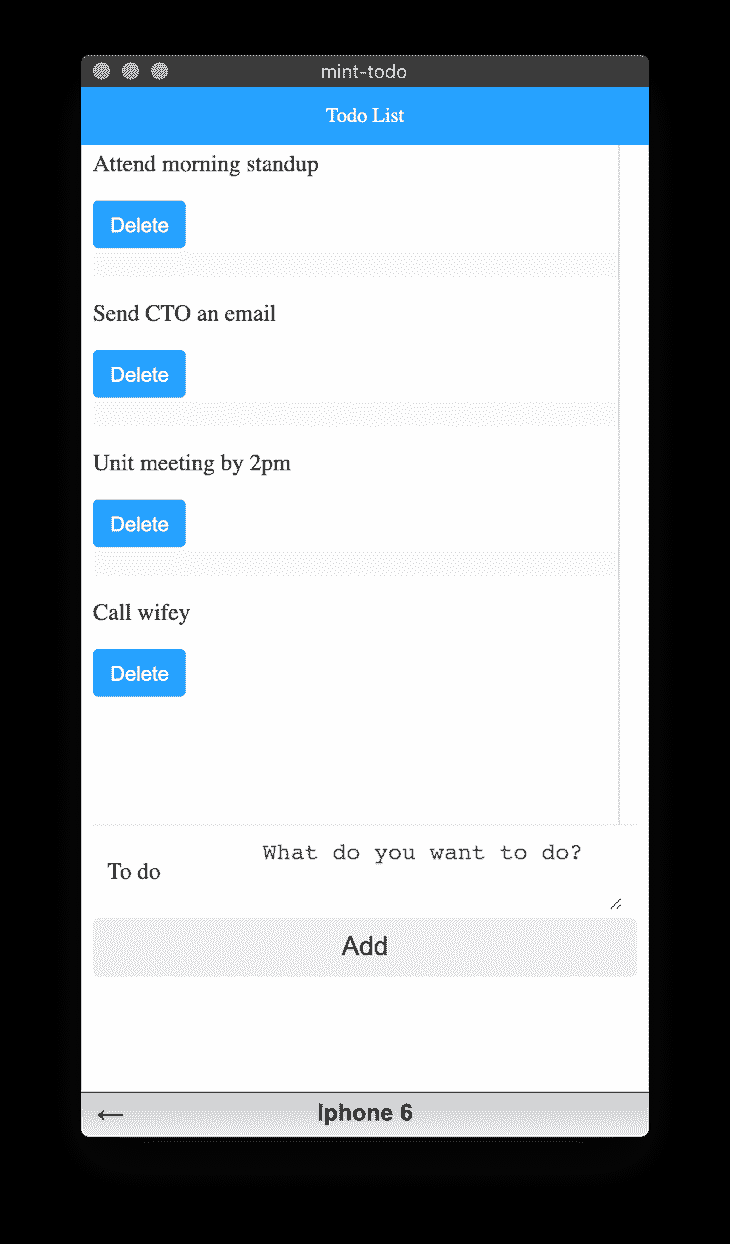 mint-todo
Todo List
Attend morning standup
Delete
Send CTO an email
Delete
Unit meeting by 2pm
Delete
Call wifey
Delete
What do you want to do?
To do
Add
← Iphone 6